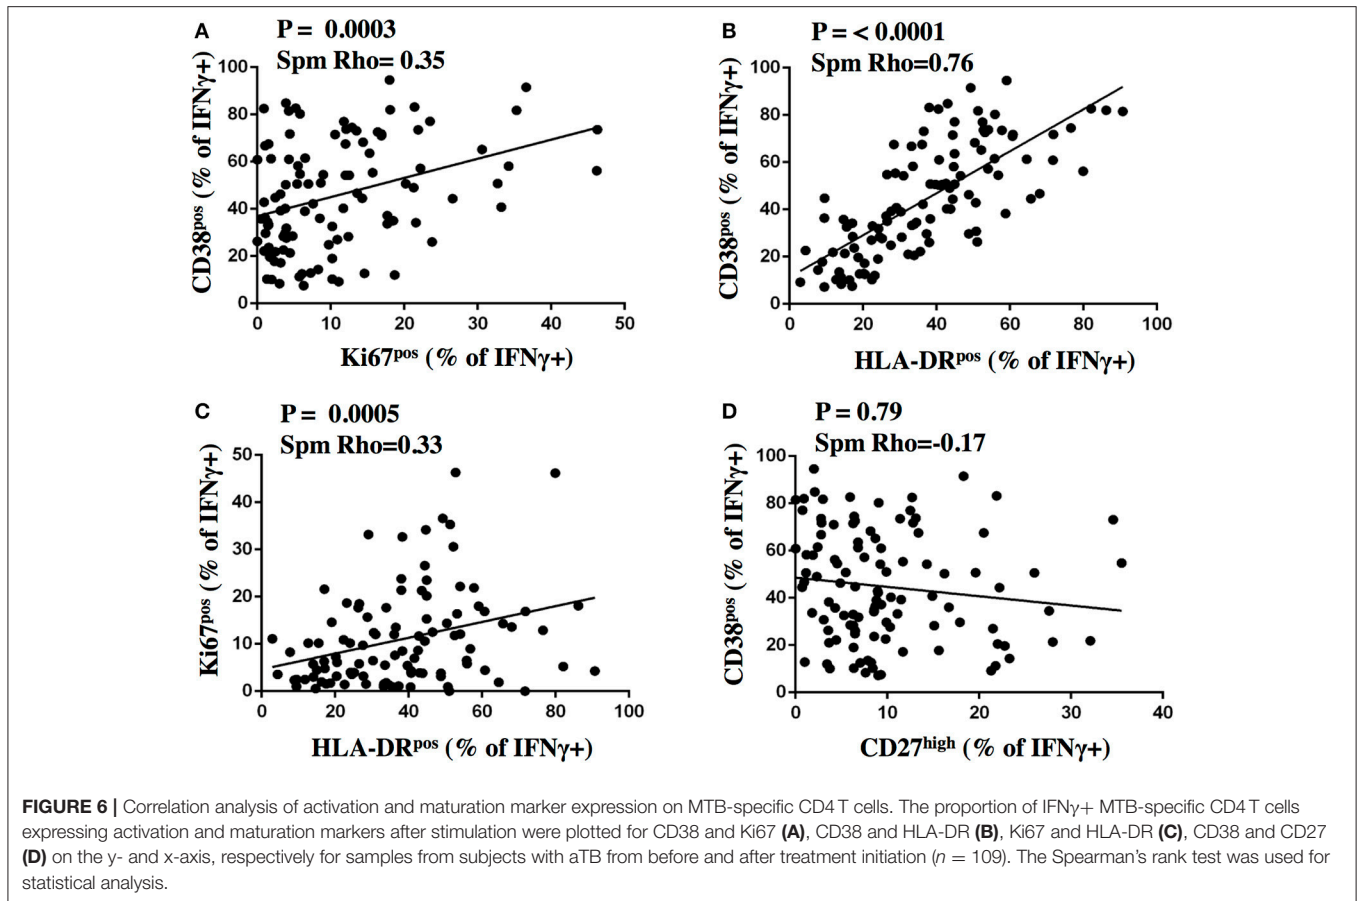 A
P = 0.0003
Spm Rho= 0.35
CD38pos (% of IFNγ+)
100
80
60
40
20
0
0 10 20 30 40 50
Ki67pos (% of IFNγ+)
B
P = < 0.0001
Spm Rho=0.76
CD38pos (% of IFNγ+)
100
80
60
40
20
0
0 20 40 60 80 100
HLA-DRpos (% of IFNγ+)
C
P = 0.0005
Spm Rho=0.33
Ki67pos (% of IFNγ+)
50
40
30
20
10
0
0 20 40 60 80 100
HLA-DRpos (% of IFNγ+)
D
P = 0.79
Spm Rho=-0.17
CD38pos (% of IFNγ+)
100
80
60
40
20
0
0 10 20 30 40
CD27high (% of IFNγ+)
FIGURE 6 | Correlation analysis of activation and maturation marker expression on MTB-specific CD4 T cells. The proportion of IFNγ+ MTB-specific CD4 T cells
expressing activation and maturation markers after stimulation were plotted for CD38 and Ki67 (A), CD38 and HLA-DR (B), Ki67 and HLA-DR (C), CD38 and CD27
(D) on the y- and x-axis, respectively for samples from subjects with aTB from before and after treatment initiation (n = 109). The Spearman's rank test was used for
statistical analysis.